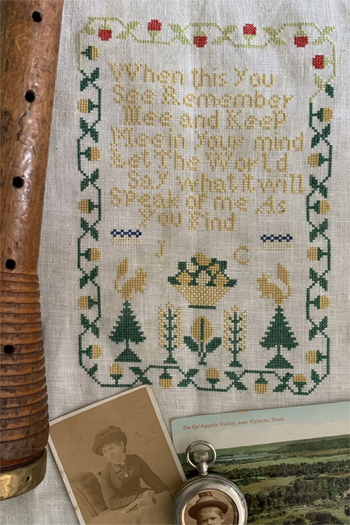 When this You
See Remember
Mee and Keep
Mee In Your mind
Let The World
Say what it will
Speak of me As
You Find
J C
On Qu'Appelle Valley, near Cutarm, Sask.